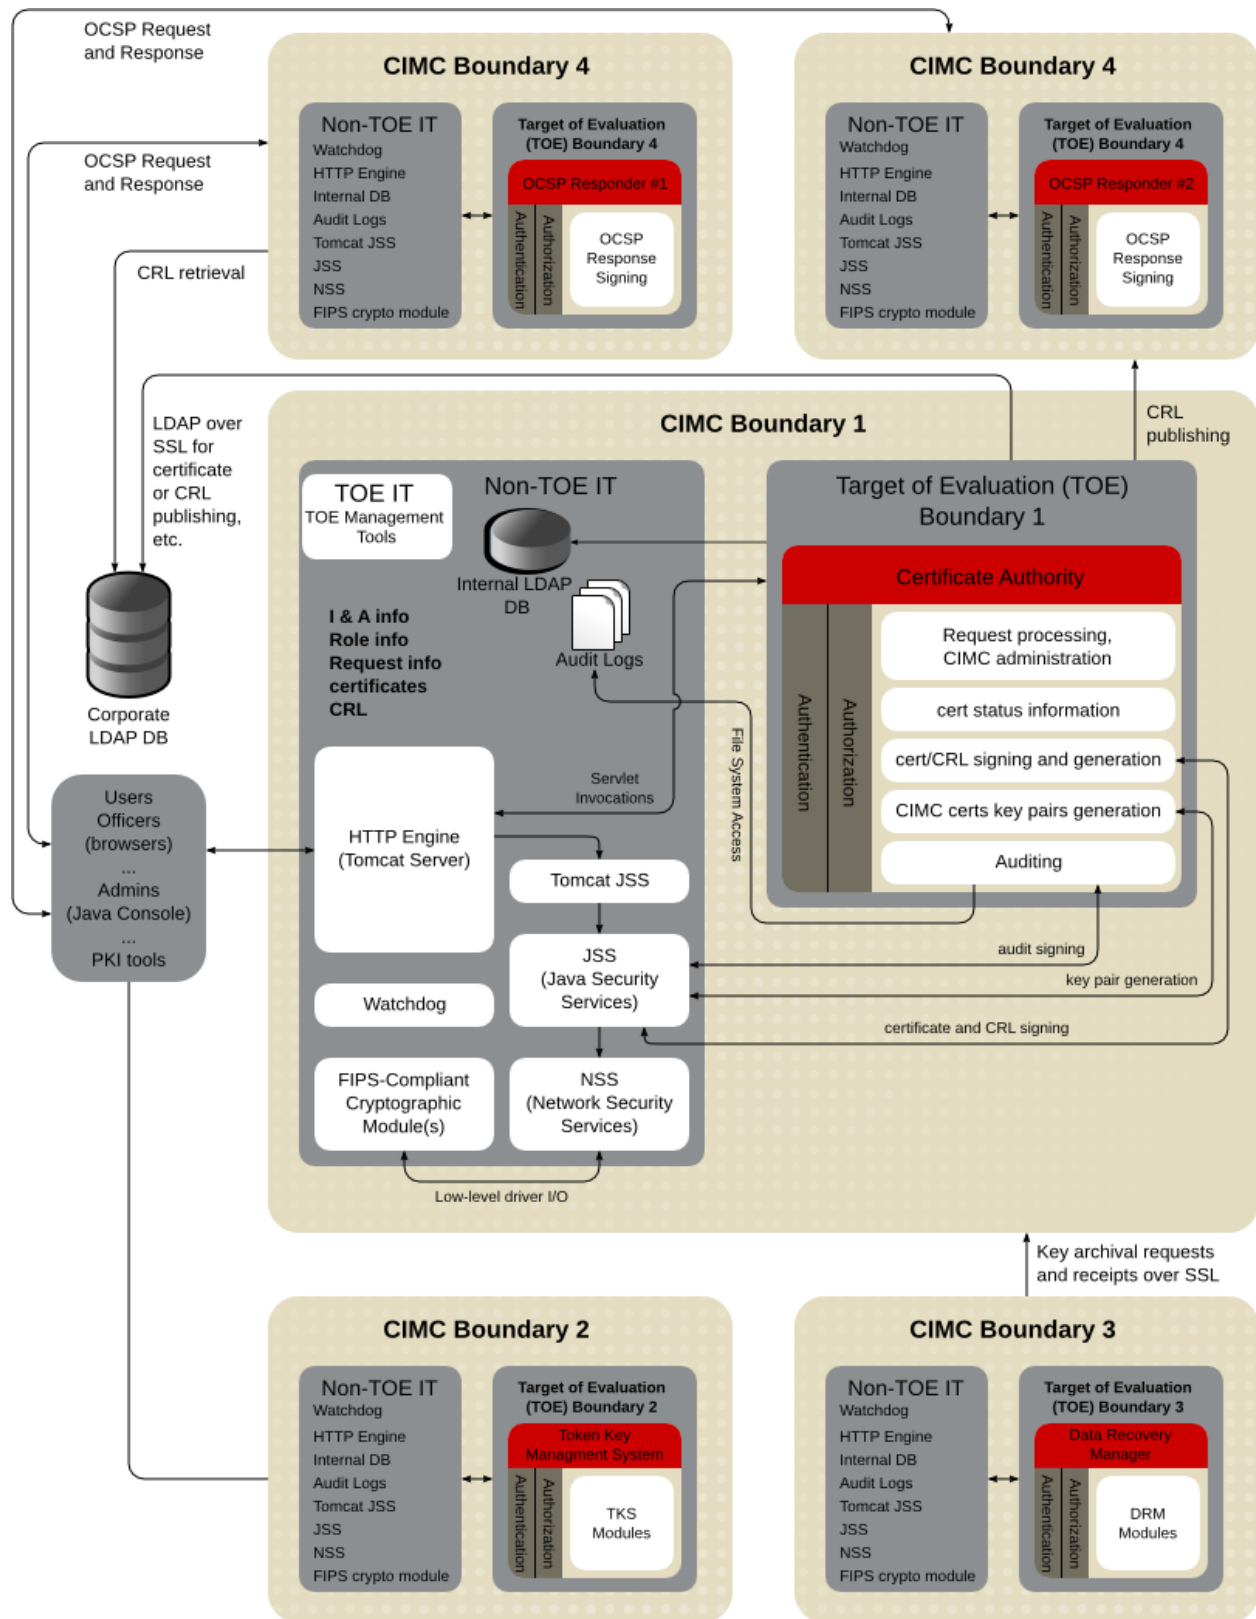 OCSP Request
and Response
OCSP Request
and Response
CRL retrieval
CIMC Boundary 4
Non-TOE IT
Watchdog
HTTP Engine
Internal DB
Audit Logs
Tomcat JSS
JSS
NSS
FIPS crypto module
Target of Evaluation
(TOE) Boundary 4
OCSP Responder #1
Authentication
Authorization
OCSP
Response
Signing
CIMC Boundary 4
Non-TOE IT
Watchdog
HTTP Engine
Internal DB
Audit Logs
Tomcat JSS
JSS
NSS
FIPS crypto module
Target of Evaluation
(TOE) Boundary 4
OCSP Responder #2
Authentication
Authorization
OCSP
Response
Signing
LDAP over
SSL for
certificate
or CRL
publishing,
etc.
CRL
publishing
Corporate
LDAP DB
Users
Officers
(browsers)
...
Admins
(Java Console)
...
PKI tools
CIMC Boundary 1
TOE IT
TOE Management
Tools
Non-TOE IT
Internal LDAP
DB
Audit Logs
I & A info
Role info
Request info
certificates
CRL
HTTP Engine
(Tomcat Server)
Servlet
Invocations
File System Access
Tomcat JSS
JSS
(Java Security
Services)
Watchdog
FIPS-Compliant
Cryptographic
Module(s)
NSS
(Network Security
Services)
Low-level driver I/O
Target of Evaluation (TOE)
Boundary 1
Certificate Authority
Authentication
Authorization
Request processing,
CIMC administration
cert status information
cert/CRL signing and generation
CIMC certs key pairs generation
Auditing
audit signing
key pair generation
certificate and CRL signing
Key archival requests
and receipts over SSL
CIMC Boundary 2
Non-TOE IT
Watchdog
HTTP Engine
Internal DB
Audit Logs
Tomcat JSS
JSS
NSS
FIPS crypto module
Target of Evaluation
(TOE) Boundary 2
Token Key
Managment System
Authentication
Authorization
TKS
Modules
CIMC Boundary 3
Non-TOE IT
Watchdog
HTTP Engine
Internal DB
Audit Logs
Tomcat JSS
JSS
NSS
FIPS crypto module
Target of Evaluation
(TOE) Boundary 3
Data Recovery
Manager
Authentication
Authorization
DRM
Modules